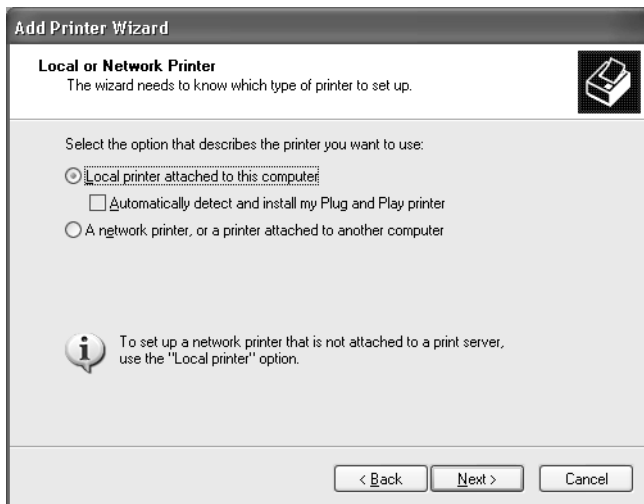 Add Printer Wizard
Local or Network Printer
The wizard needs to know which type of printer to set up.
Select the option that describes the printer you want to use:
Local printer attached to this computer
Automatically detect and install my Plug and Play printer
A network printer, or a printer attached to another computer
To set up a network printer that is not attached to a print server,
use the "Local printer" option.
< Back Next > Cancel